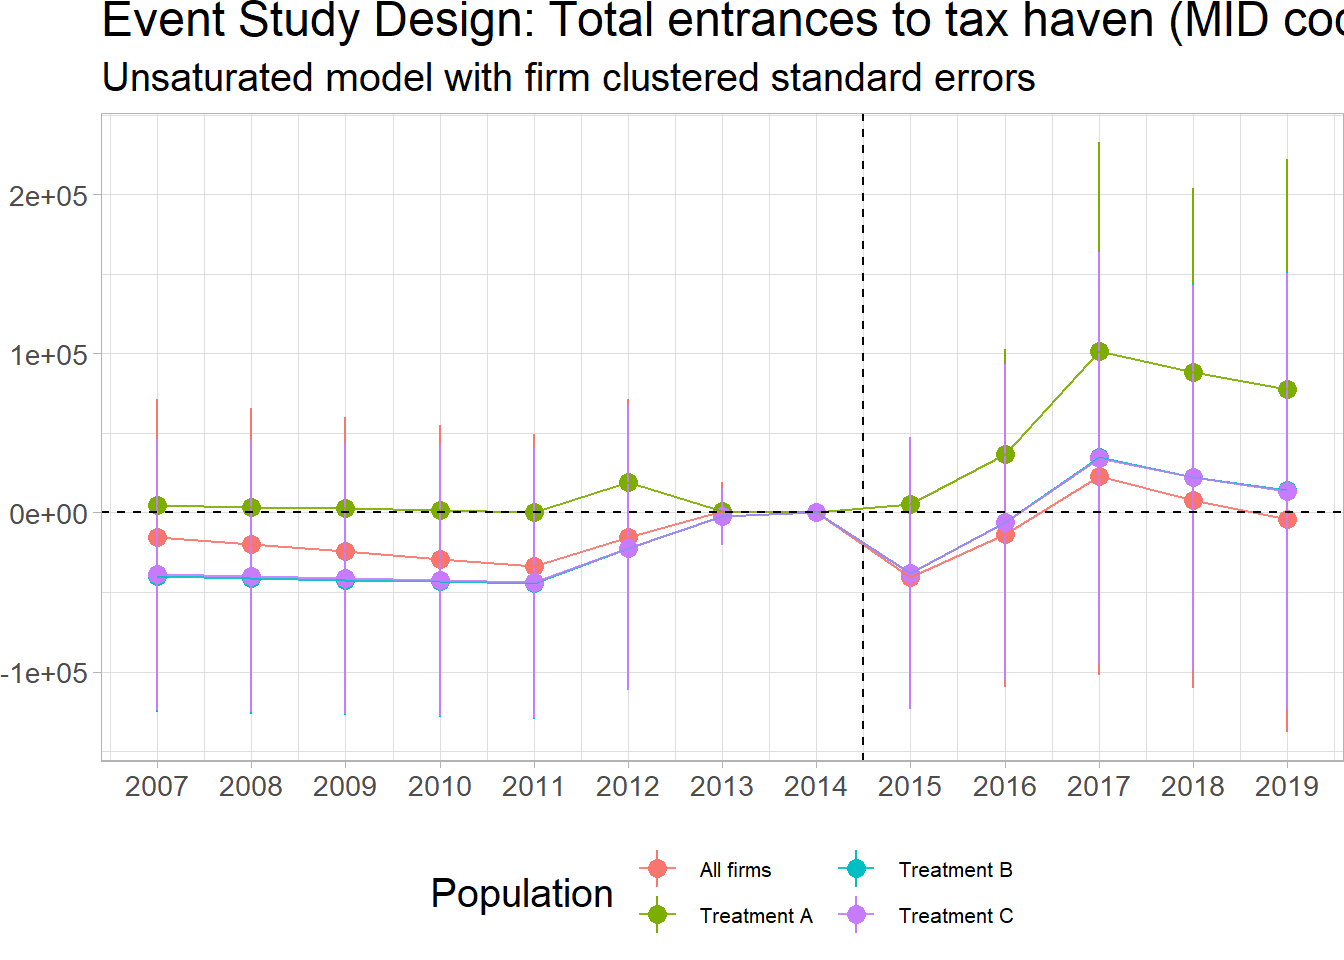 Event Study Design: Total entrances to tax haven (MID
Unsaturated model with firm clustered standard errors
2e+05
1e+05
0e+00
-1e+05
2007 2008 2009 2010 2011 2012 2013 2014 2015 2016 2017 2018 2019
Population
All firms
Treatment A
Treatment B
Treatment C